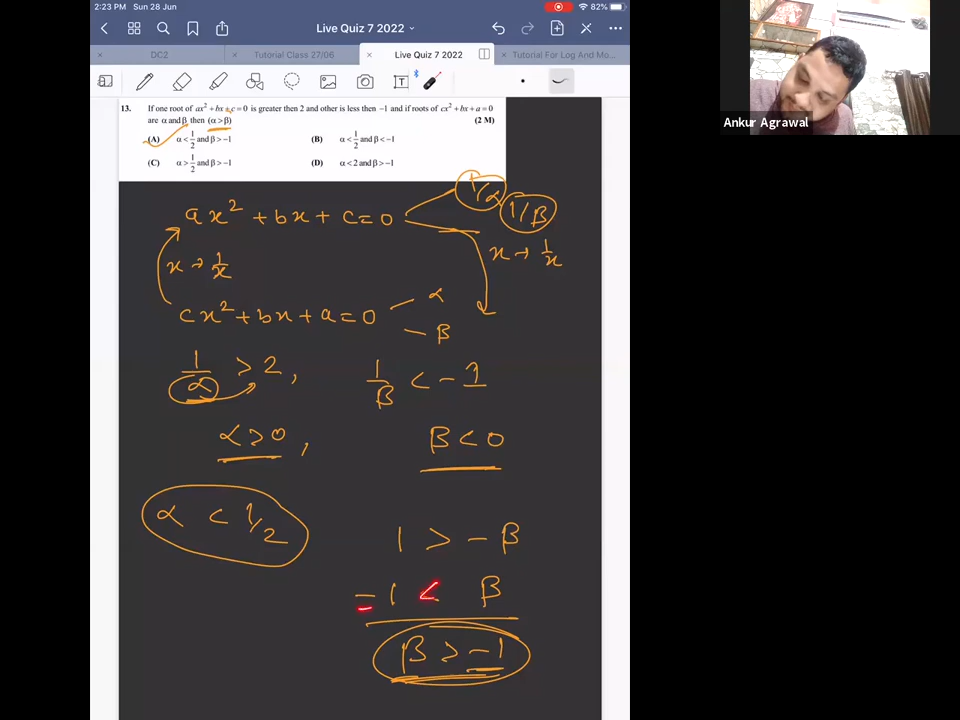 2:23 PM Sun 28 Jun
82%
Live Quiz 7 2022
DC2
Tutorial Class 27/06
Live Quiz 7 2022
Tutorial For Log And Mo...
13. If one root of ax² + bx + c = 0 is greater then 2 and other is less then −1 and if roots of cx² + bx + a = 0
are α and β then (α > β) (2 M)
(A) α < 1/2 and β > −1 (B) α < 1/2 and β < −1
(C) α > 1/2 and β > −1 (D) α < 2 and β > −1
Ankur Agrawal
ax² + bx + c = 0 1/α 1/β
x → 1/x x → 1/x
cx² + bx + a = 0 α
β
1/α > 2, 1/β < −1
α > 0, β < 0
α < 1/2
1 > − β
− 1 < β
β > −1